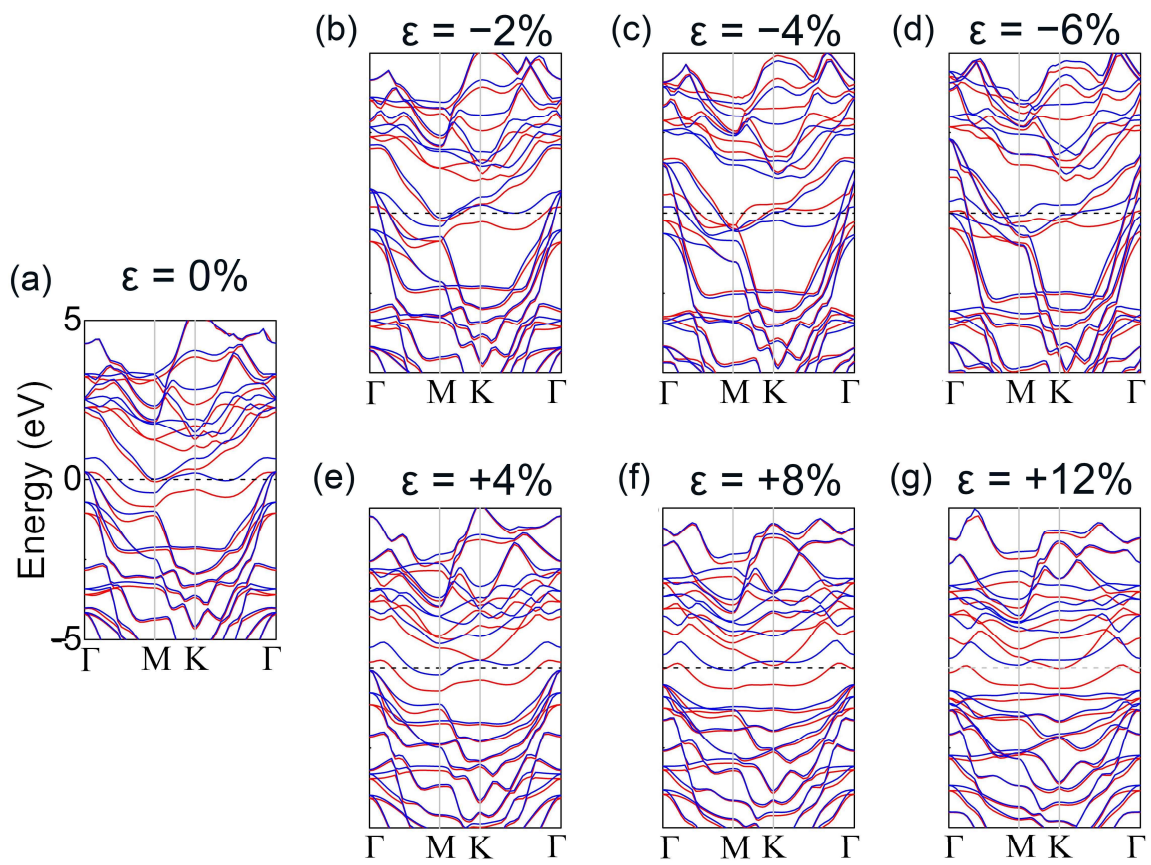 (b) ε = −2% (c) ε = −4% (d) ε = −6%
(a) ε = 0%
Γ M K Γ Γ M K Γ Γ M K Γ
5
0
−5
Energy (eV)
Γ M K Γ
(e) ε = +4% (f) ε = +8% (g) ε = +12%
Γ M K Γ Γ M K Γ Γ M K Γ